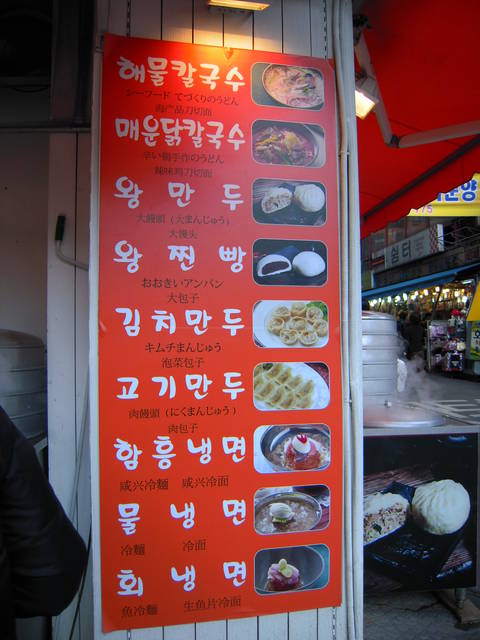 해물칼국수
シーフード てづくりのうどん
海产品刀切面
매운닭칼국수
辛い鶏手作のうどん
辣味鸡刀切面
왕만두
大饅頭 (大まんじゅう)
大馒头
왕찐빵
おおきいアンパン
大包子
김치만두
キムチまんじゅう
泡菜包子
고기만두
肉饅頭 (にくまんじゅう)
肉包子
함흥냉면
咸兴冷麵 咸兴冷面
물냉면
冷麵 冷面
회냉면
魚冷麵 生鱼片冷面
쉼터